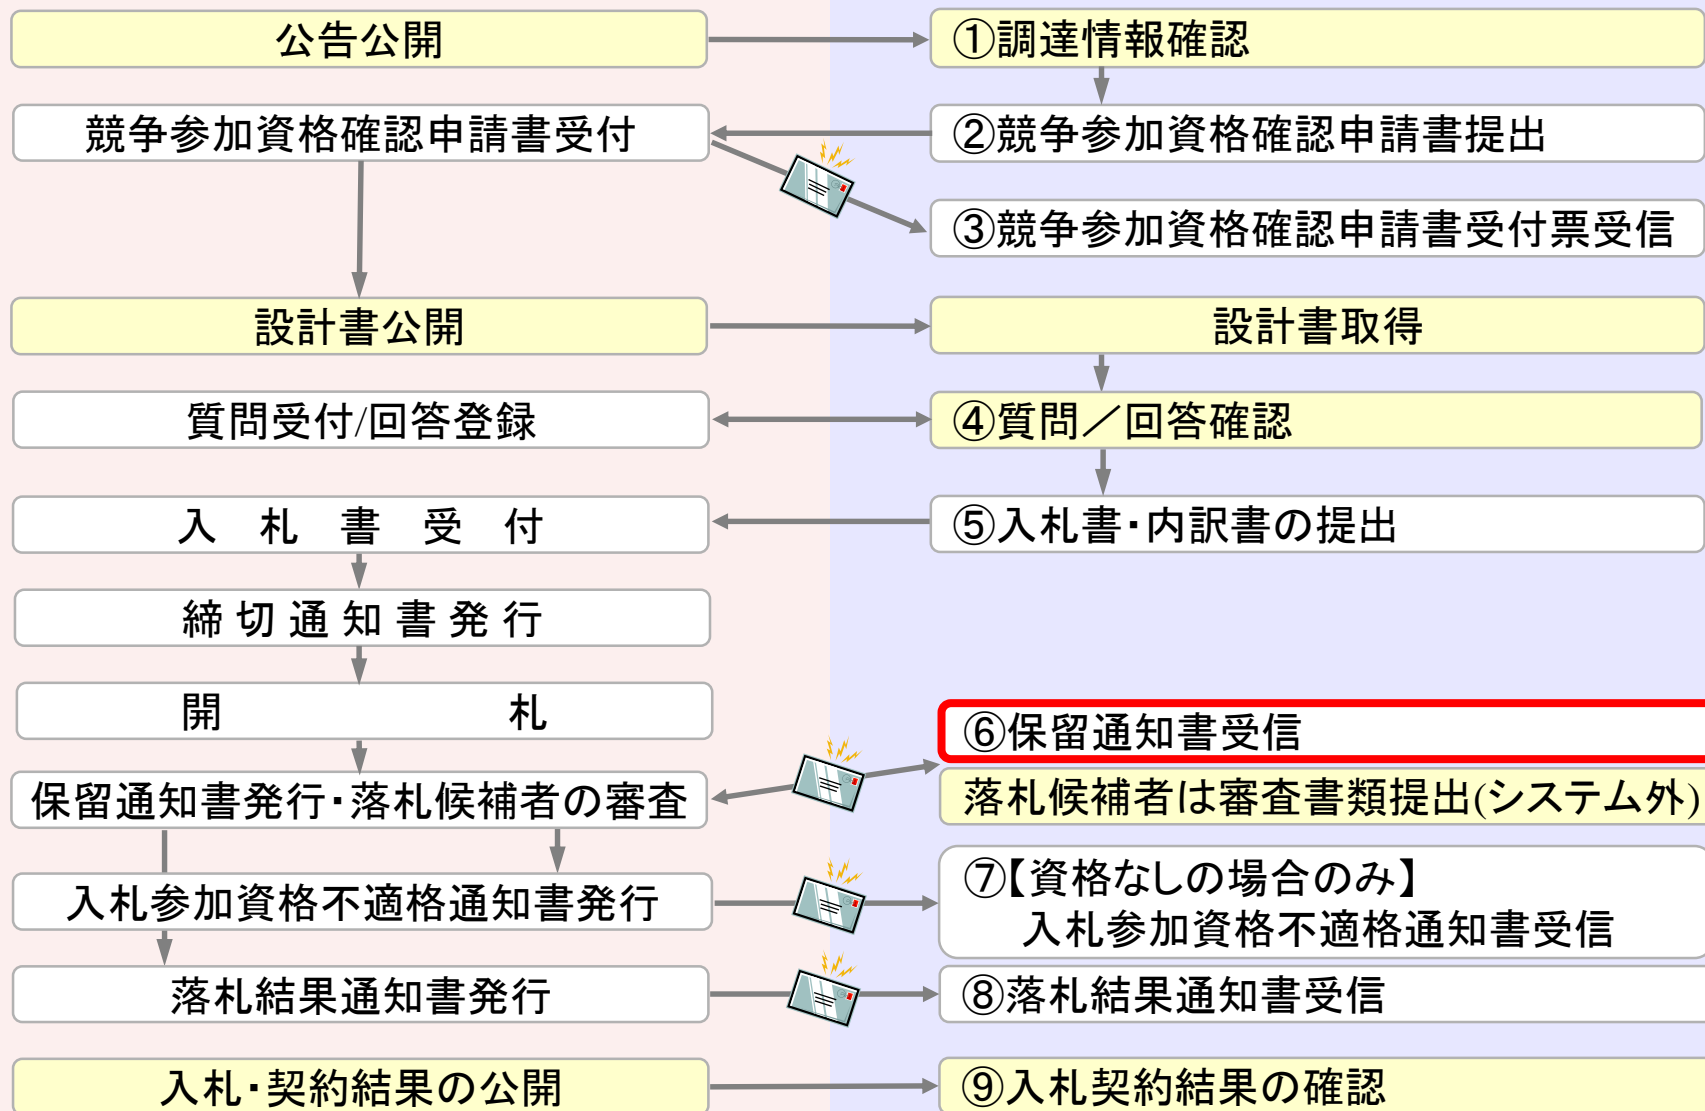 公告公開
①調達情報確認
競争参加資格確認申請書受付
②競争参加資格確認申請書提出
③競争参加資格確認申請書受付票受信
設計書公開
設計書取得
質問受付/回答登録
④質問／回答確認
入　札　書　受　付
⑤入札書・内訳書の提出
締 切 通 知 書 発 行
開　　　　　　　札
⑥保留通知書受信
保留通知書発行・落札候補者の審査
落札候補者は審査書類提出(システム外)
入札参加資格不適格通知書発行
⑦【資格なしの場合のみ】
入札参加資格不適格通知書受信
落札結果通知書発行
⑧落札結果通知書受信
入札・契約結果の公開
⑨入札契約結果の確認